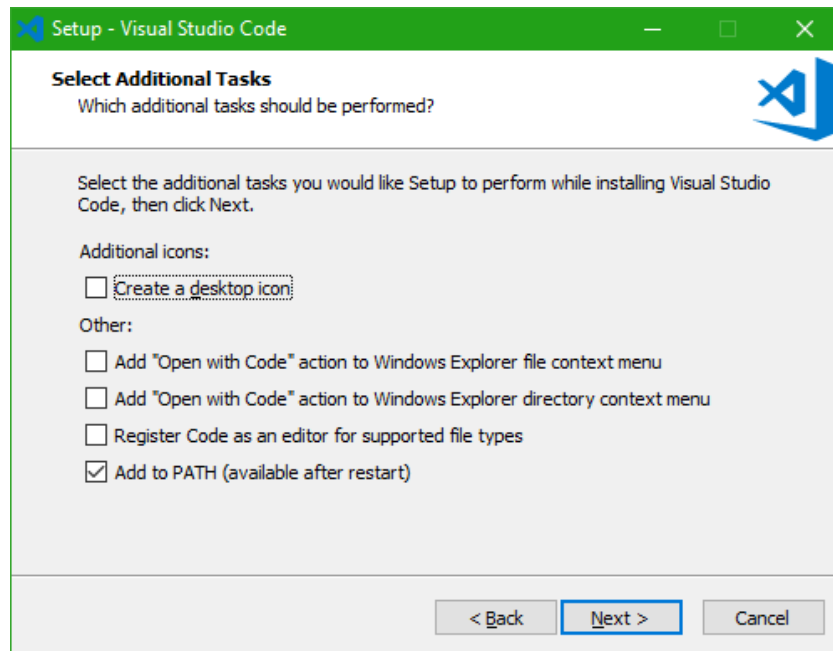 Setup - Visual Studio Code
Select Additional Tasks
Which additional tasks should be performed?
Select the additional tasks you would like Setup to perform while installing Visual Studio
Code, then click Next.
Additional icons:
Create a desktop icon
Other:
Add "Open with Code" action to Windows Explorer file context menu
Add "Open with Code" action to Windows Explorer directory context menu
Register Code as an editor for supported file types
Add to PATH (available after restart)
< Back Next > Cancel